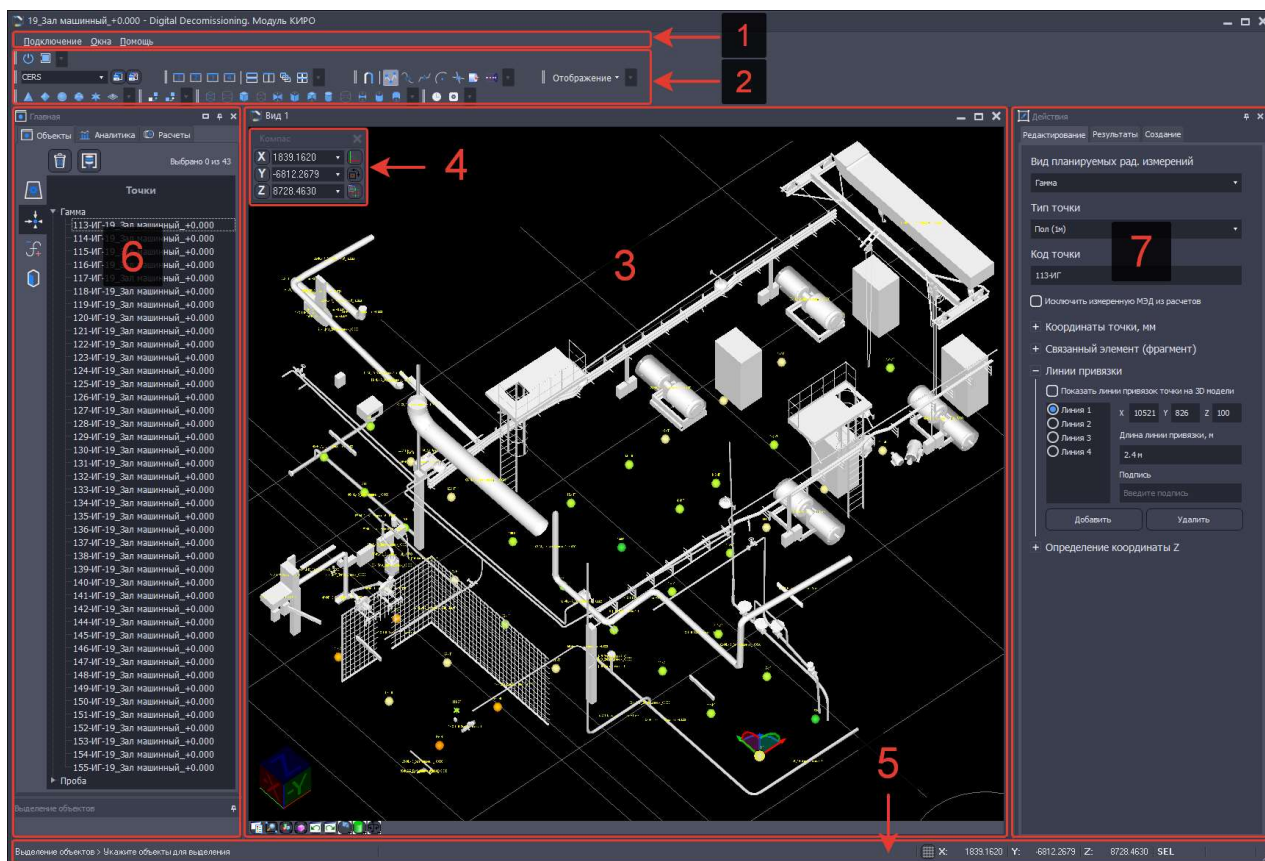 19_Зал машинный_+0.000 - Digital Decomissioning. Модуль КИРО
Подключение Окна Помощь
1
CERS
Отображение
2
Главная
Объекты Аналитика Расчеты
Выбрано 0 из 43
Точки
Гамма
113-ИГ-19_Зал машинный_+0.000
114-ИГ-19_Зал машинный_+0.000
115-ИГ-19_Зал машинный_+0.000
116-ИГ-19_Зал машинный_+0.000
117-ИГ-19_Зал машинный_+0.000
118-ИГ-19_Зал машинный_+0.000
119-ИГ-19_Зал машинный_+0.000
120-ИГ-19_Зал машинный_+0.000
121-ИГ-19_Зал машинный_+0.000
122-ИГ-19_Зал машинный_+0.000
123-ИГ-19_Зал машинный_+0.000
124-ИГ-19_Зал машинный_+0.000
125-ИГ-19_Зал машинный_+0.000
126-ИГ-19_Зал машинный_+0.000
127-ИГ-19_Зал машинный_+0.000
128-ИГ-19_Зал машинный_+0.000
129-ИГ-19_Зал машинный_+0.000
130-ИГ-19_Зал машинный_+0.000
131-ИГ-19_Зал машинный_+0.000
132-ИГ-19_Зал машинный_+0.000
133-ИГ-19_Зал машинный_+0.000
134-ИГ-19_Зал машинный_+0.000
135-ИГ-19_Зал машинный_+0.000
136-ИГ-19_Зал машинный_+0.000
137-ИГ-19_Зал машинный_+0.000
138-ИГ-19_Зал машинный_+0.000
139-ИГ-19_Зал машинный_+0.000
140-ИГ-19_Зал машинный_+0.000
141-ИГ-19_Зал машинный_+0.000
142-ИГ-19_Зал машинный_+0.000
144-ИГ-19_Зал машинный_+0.000
145-ИГ-19_Зал машинный_+0.000
146-ИГ-19_Зал машинный_+0.000
147-ИГ-19_Зал машинный_+0.000
148-ИГ-19_Зал машинный_+0.000
149-ИГ-19_Зал машинный_+0.000
150-ИГ-19_Зал машинный_+0.000
151-ИГ-19_Зал машинный_+0.000
152-ИГ-19_Зал машинный_+0.000
153-ИГ-19_Зал машинный_+0.000
154-ИГ-19_Зал машинный_+0.000
155-ИГ-19_Зал машинный_+0.000
Проба
6
Выделение объектов
Вид 1
Компас
X 1839.1620
Y -6812.2679
Z 8728.4630
4
3
Z
X
-Y
5
Действия
Редактирование Результаты Создание
Вид планируемых рад. измерений
Гамма
Тип точки
Пол (1м)
Код точки
113-ИГ
7
Исключить измеренную МЭД из расчетов
+ Координаты точки, мм
+ Связанный элемент (фрагмент)
− Линии привязки
Показать линии привязок точки на 3D модели
Линия 1
Линия 2
Линия 3
Линия 4
X 10521 Y 826 Z 100
Длина линии привязки, м
2.4 м
Подпись
Введите подпись
Добавить Удалить
+ Определение координаты Z
Выделение объектов > Укажите объекты для выделения
X: 1839.1620 Y: -6812.2679 Z: 8728.4630 SEL